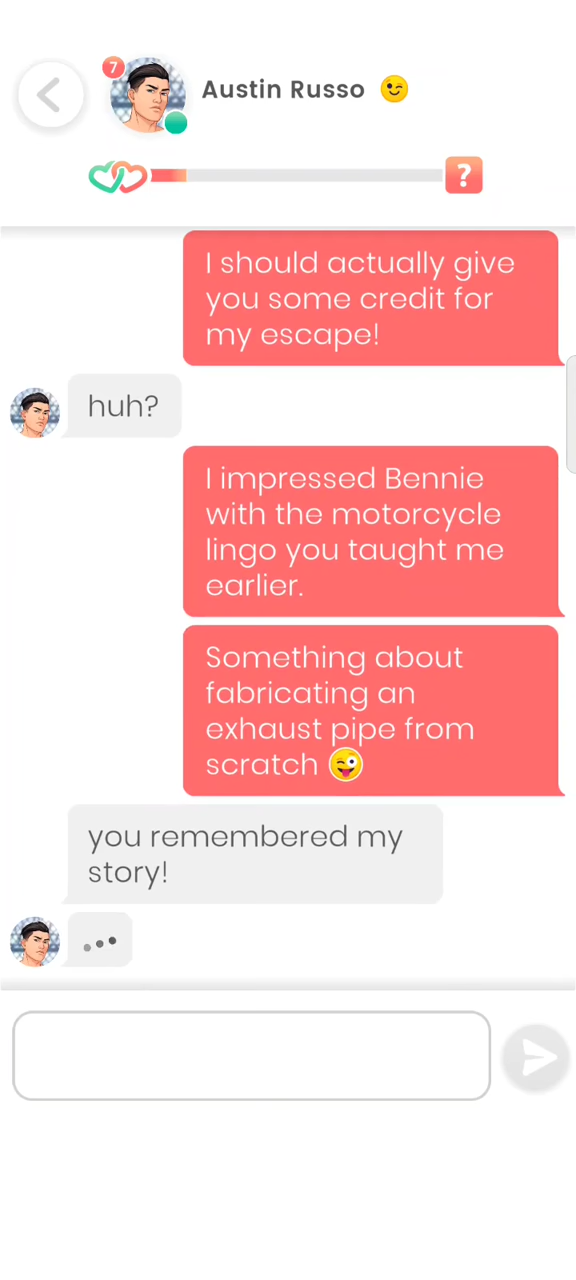 7
Austin Russo 😉
?
I should actually give
you some credit for
my escape!
huh?
I impressed Bennie
with the motorcycle
lingo you taught me
earlier.
Something about
fabricating an
exhaust pipe from
scratch 😜
you remembered my
story!